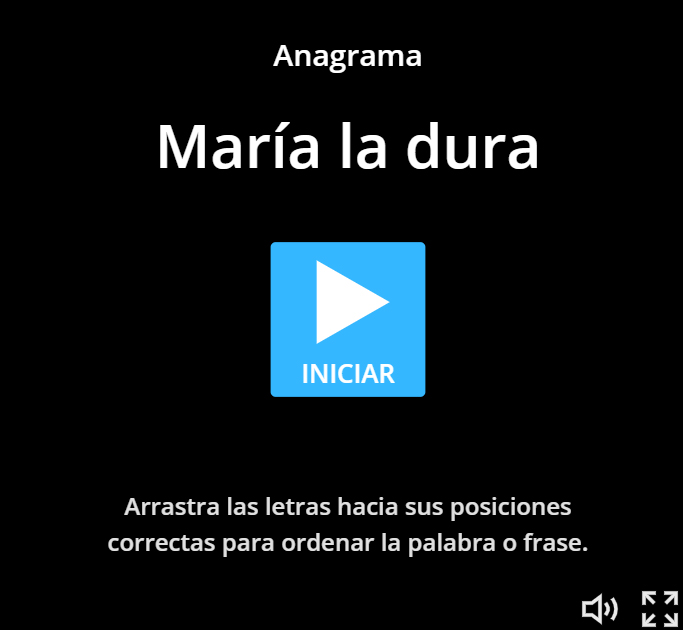 Anagrama
María la dura
INICIAR
Arrastra las letras hacia sus posiciones
correctas para ordenar la palabra o frase.